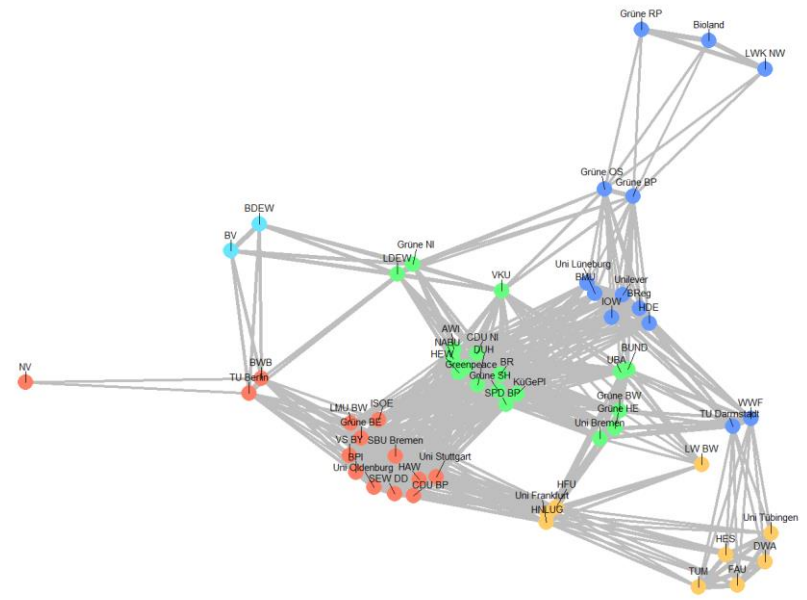 Grüne RP
Bioland
LWK NW
Grüne OS
Grüne BP
BDEW
BV
Grüne NI
LDEW
VKU
Uni Lüneburg
BMU
Unilever
BReg
IOW
HDE
AWI
CDU NI
NABU
DUH
HEW
Greenpeace
BR
Grüne SH
KüGePl
SPD BP
BUND
UBA
NV
BWB
TU Berlin
LMU BW
ISOE
Grüne BE
VS BY
SBU Bremen
BPI
Uni Oldenburg
HAW
Uni Stuttgart
SEW DD
CDU BP
Grüne BW
Grüne HE
Uni Bremen
WWF
TU Darmstadt
LW BW
HFU
Uni Frankfurt
HNLUG
Uni Tübingen
HES
DWA
TUM
FAU